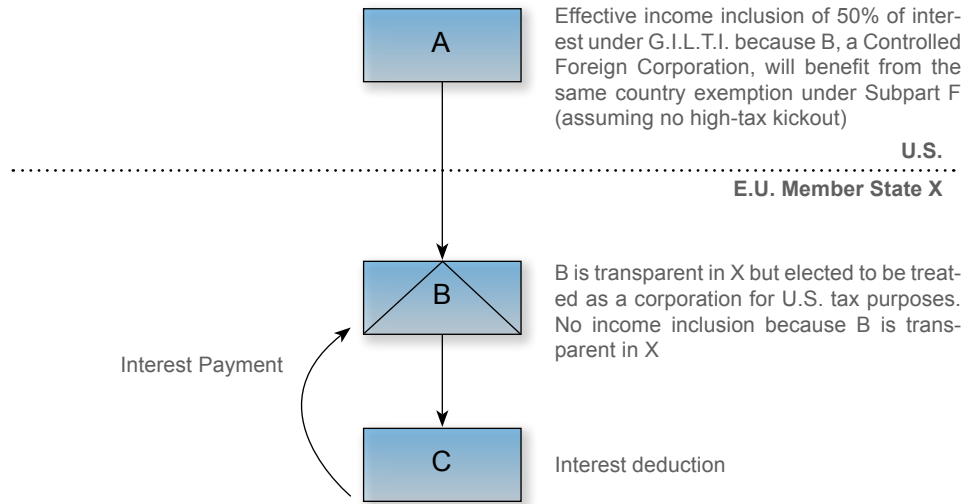 A
Effective income inclusion of 50% of inter-
est under G.I.L.T.I. because B, a Controlled
Foreign Corporation, will benefit from the
same country exemption under Subpart F
(assuming no high-tax kickout)
U.S.
E.U. Member State X
B
B is transparent in X but elected to be treat-
ed as a corporation for U.S. tax purposes.
No income inclusion because B is trans-
parent in X
Interest Payment
C
Interest deduction